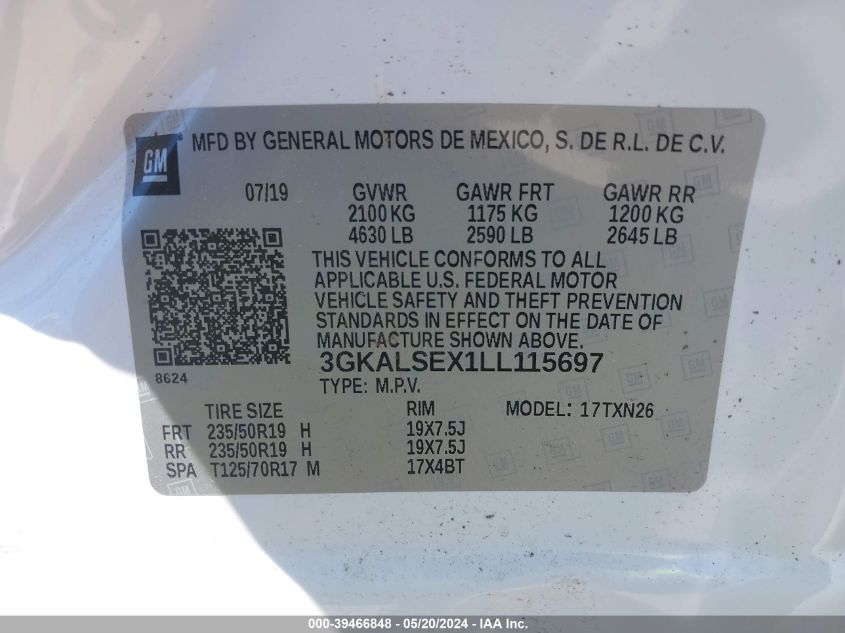 GM ® MFD BY GENERAL MOTORS DE MEXICO, S. DE R.L. DE C.V.
07/19 GVWR GAWR FRT GAWR RR
2100 KG 1175 KG 1200 KG
4630 LB 2590 LB 2645 LB
THIS VEHICLE CONFORMS TO ALL
APPLICABLE U.S. FEDERAL MOTOR
VEHICLE SAFETY AND THEFT PREVENTION
STANDARDS IN EFFECT ON THE DATE OF
MANUFACTURE SHOWN ABOVE.
3GKALSEX1LL115697
8624
TYPE: M.P.V.
TIRE SIZE RIM MODEL: 17TXN26
FRT 235/50R19 H 19X7.5J
RR 235/50R19 H 19X7.5J
SPA T125/70R17 M 17X4BT
1 - 39466848 - 05/20/2024 - IAAI.COM